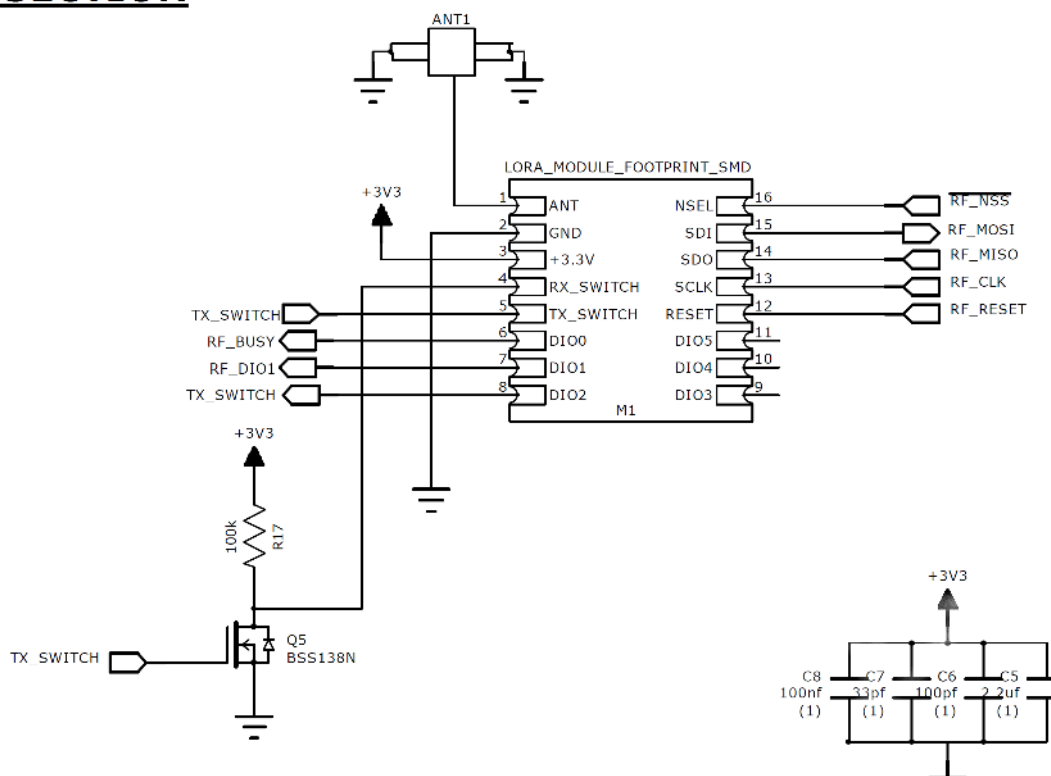 ANT1
LORA_MODULE_FOOTPRINT_SMD
+3V3
1 ANT NSEL 16 RF_NSS
2 GND SDI 15 RF_MOSI
3 +3.3V SDO 14 RF_MISO
4 RX_SWITCH SCLK 13 RF_CLK
TX_SWITCH 5 TX_SWITCH RESET 12 RF_RESET
RF_BUSY 6 DIO0 DIO5 11
RF_DIO1 7 DIO1 DIO4 10
TX_SWITCH 8 DIO2 DIO3 9
M1
+3V3
100k R17
Q5
BSS138N
TX_SWITCH
+3V3
C8 C7 C6 C5
100nf 33pf 100pf 2.2uf
(1) (1) (1) (1)